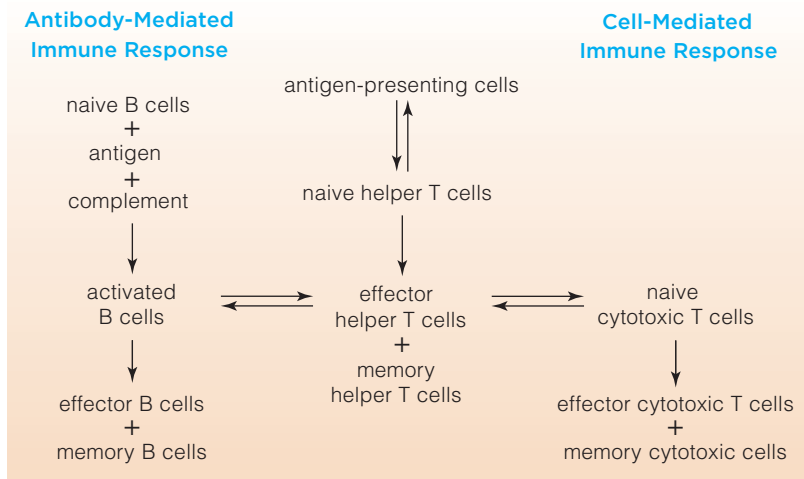 Antibody-Mediated
Immune Response
Cell-Mediated
Immune Response
antigen-presenting cells
naive B cells
+
antigen
+
complement
naive helper T cells
activated
B cells
effector
helper T cells
+
memory
helper T cells
naive
cytotoxic T cells
effector B cells
+
memory B cells
effector cytotoxic T cells
+
memory cytotoxic cells